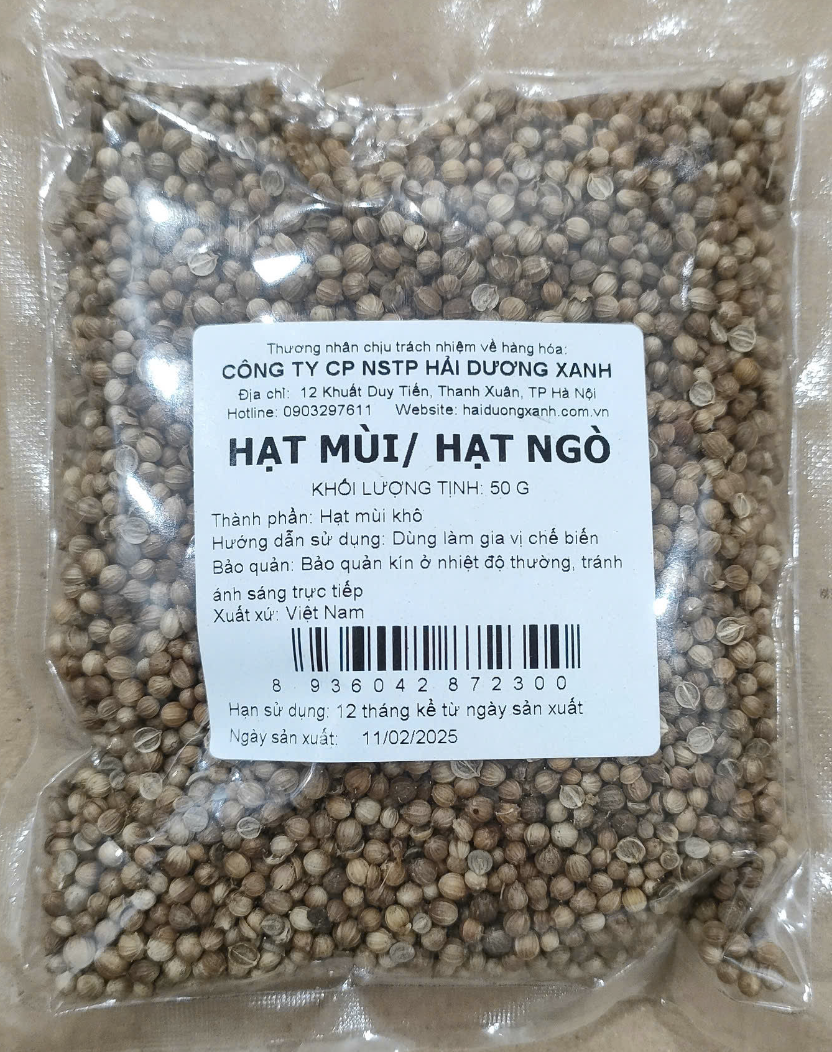 Thương nhân chịu trách nhiệm về hàng hóa:
CÔNG TY CP NSTP HẢI DƯƠNG XANH
Địa chỉ: 12 Khuất Duy Tiến, Thanh Xuân, TP Hà Nội
Hotline: 0903297611 Website: haiduongxanh.com.vn
HẠT MÙI/ HẠT NGÒ
KHỐI LƯỢNG TỊNH: 50 G
Thành phần: Hạt mùi khô
Hướng dẫn sử dụng: Dùng làm gia vị chế biến
Bảo quản: Bảo quản kín ở nhiệt độ thường, tránh
ánh sáng trực tiếp
Xuất xứ: Việt Nam
8 936042 872300
Hạn sử dụng: 12 tháng kể từ ngày sản xuất
Ngày sản xuất: 11/02/2025